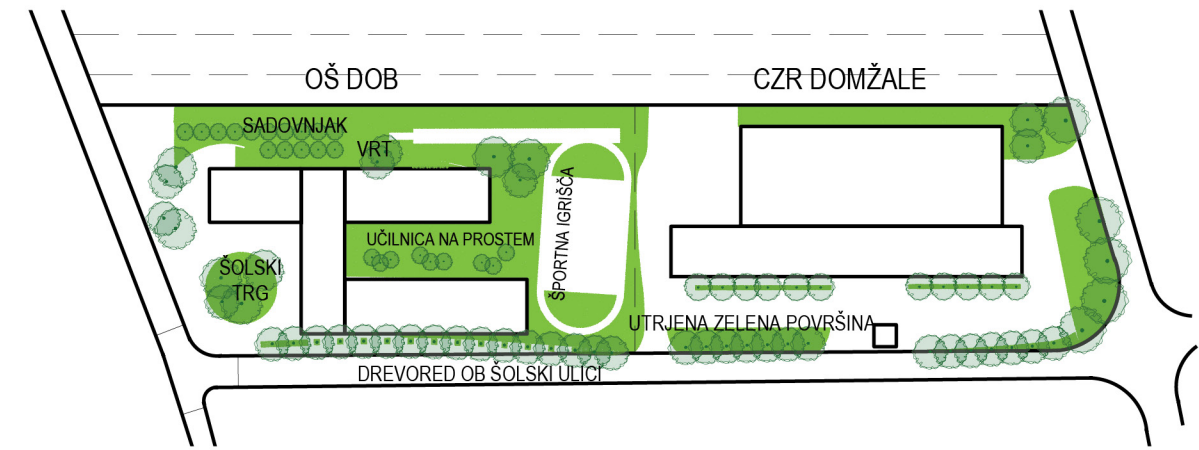 OŠ DOB
CZR DOMŽALE
SADOVNJAK
VRT
UČILNICA NA PROSTEM
ŠPORTNA IGRIŠČA
ŠOLSKI
TRG
UTRJENA ZELENA POVRŠINA
DREVORED OB ŠOLSKI ULICI